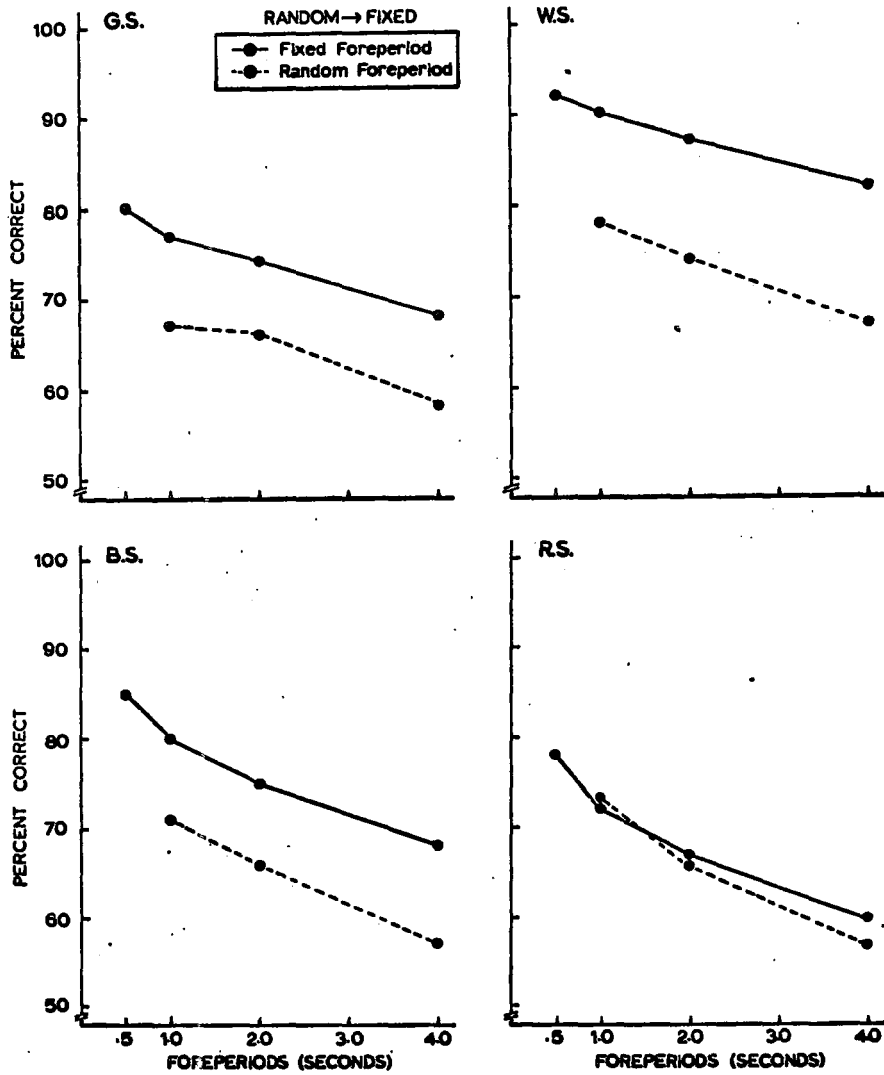 G.S.
RANDOM → FIXED
Fixed Foreperiod
Random Foreperiod
100
90
80
70
60
50
PERCENT CORRECT
W.S.
B.S.
100
90
80
70
60
50
PERCENT CORRECT
.5 1.0 2.0 3.0 4.0
FOREPERIODS (SECONDS)
R.S.
.5 1.0 2.0 3.0 4.0
FOREPERIODS (SECONDS)